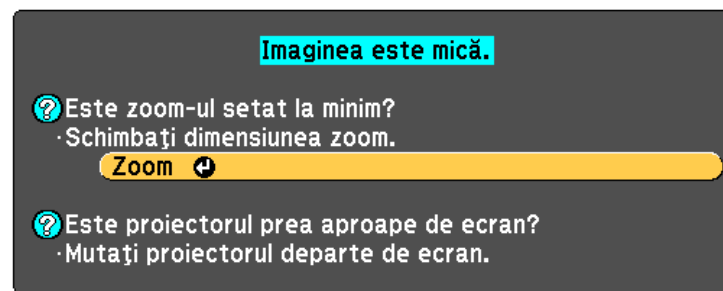 Imaginea este mică.
Este zoom-ul setat la minim?
·Schimbaţi dimensiunea zoom.
Zoom
Este proiectorul prea aproape de ecran?
·Mutaţi proiectorul departe de ecran.